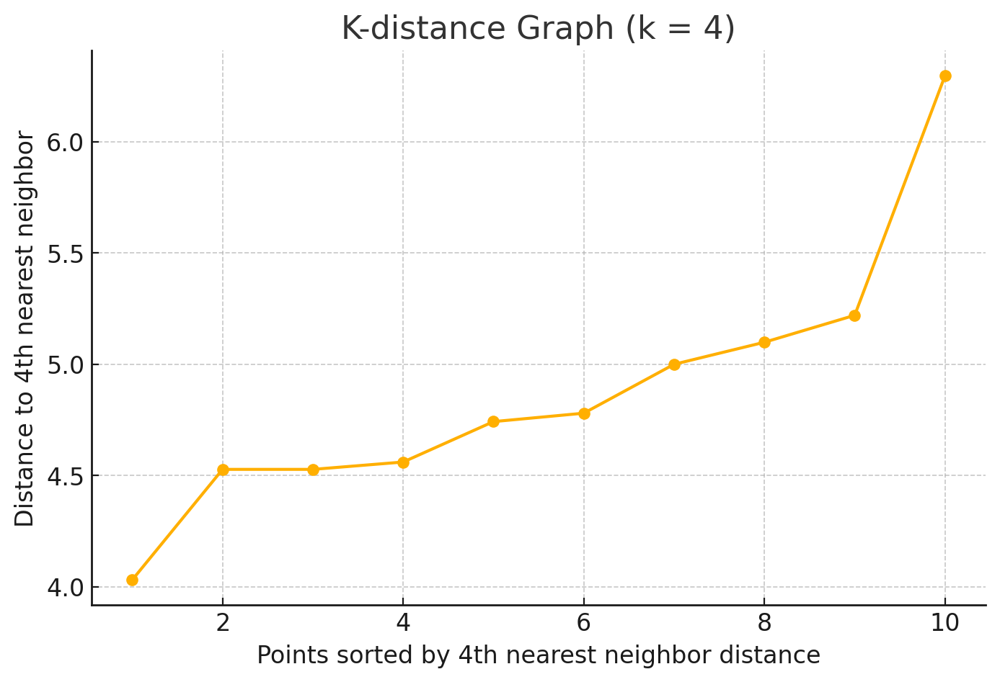 K-distance Graph (k = 4)
Distance to 4th nearest neighbor
6.0
5.5
5.0
4.5
4.0
2 4 6 8 10
Points sorted by 4th nearest neighbor distance